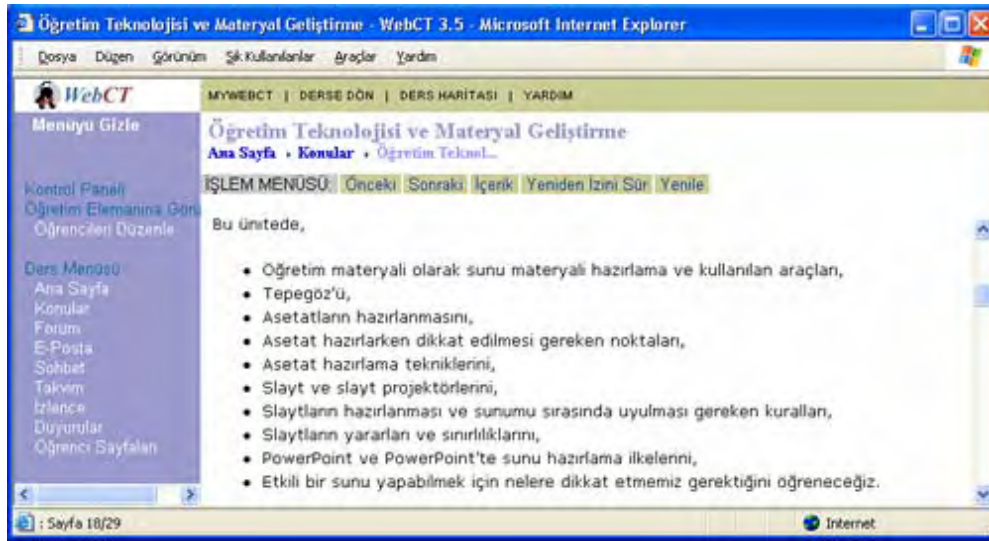 Öğretim Teknolojisi ve Materyal Geliştirme - WebCT 3.5 - Microsoft Internet Explorer
Dosya Düzen Görünüm Sık Kullanılanlar Araçlar Yardım
WebCT
MYWEBCT | DERSE DÖN | DERS HARİTASI | YARDIM
Menuyu Gizle
Öğretim Teknolojisi ve Materyal Geliştirme
Ana Sayfa › Konular › Öğretim Teknol...
İŞLEM MENÜSÜ: Önceki Sonraki İçerik Yeniden İzini Sür Yenile
Kontrol Paneli
Öğretim Elemanına Görü
Öğrencileri Düzenle
Ders Menüsü
Ana Sayfa
Konular
Forum
E-Posta
Sohbet
Takvim
İzlence
Duyurular
Öğrenci Sayfaları
Bu ünitede,
• Öğretim materyali olarak sunu materyali hazırlama ve kullanılan araçları,
• Tepegöz'ü,
• Asetatların hazırlanmasını,
• Asetat hazırlarken dikkat edilmesi gereken noktaları,
• Asetat hazırlama tekniklerini,
• Slayt ve slayt projektörlerini,
• Slaytların hazırlanması ve sunumu sırasında uyulması gereken kuralları,
• Slaytların yararları ve sınırlılıklarını,
• PowerPoint ve PowerPoint'te sunu hazırlama ilkelerini,
• Etkili bir sunu yapabilmek için nelere dikkat etmemiz gerektiğini öğreneceğiz.
: Sayfa 18/29
Internet